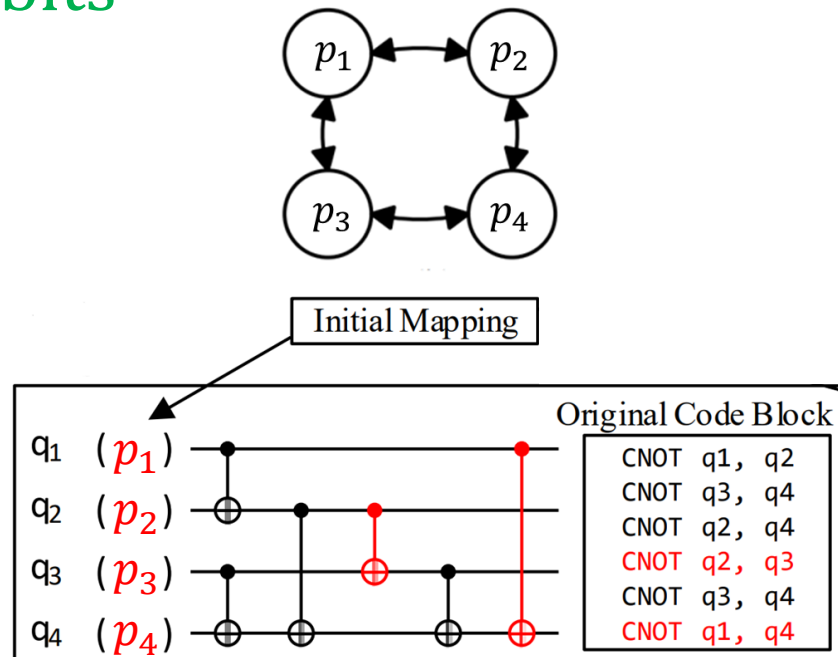 bits
p₁ p₂
p₃ p₄
Initial Mapping
Original Code Block
q₁ (p₁)
q₂ (p₂)
q₃ (p₃)
q₄ (p₄)
CNOT q1, q2
CNOT q3, q4
CNOT q2, q4
CNOT q2, q3
CNOT q3, q4
CNOT q1, q4